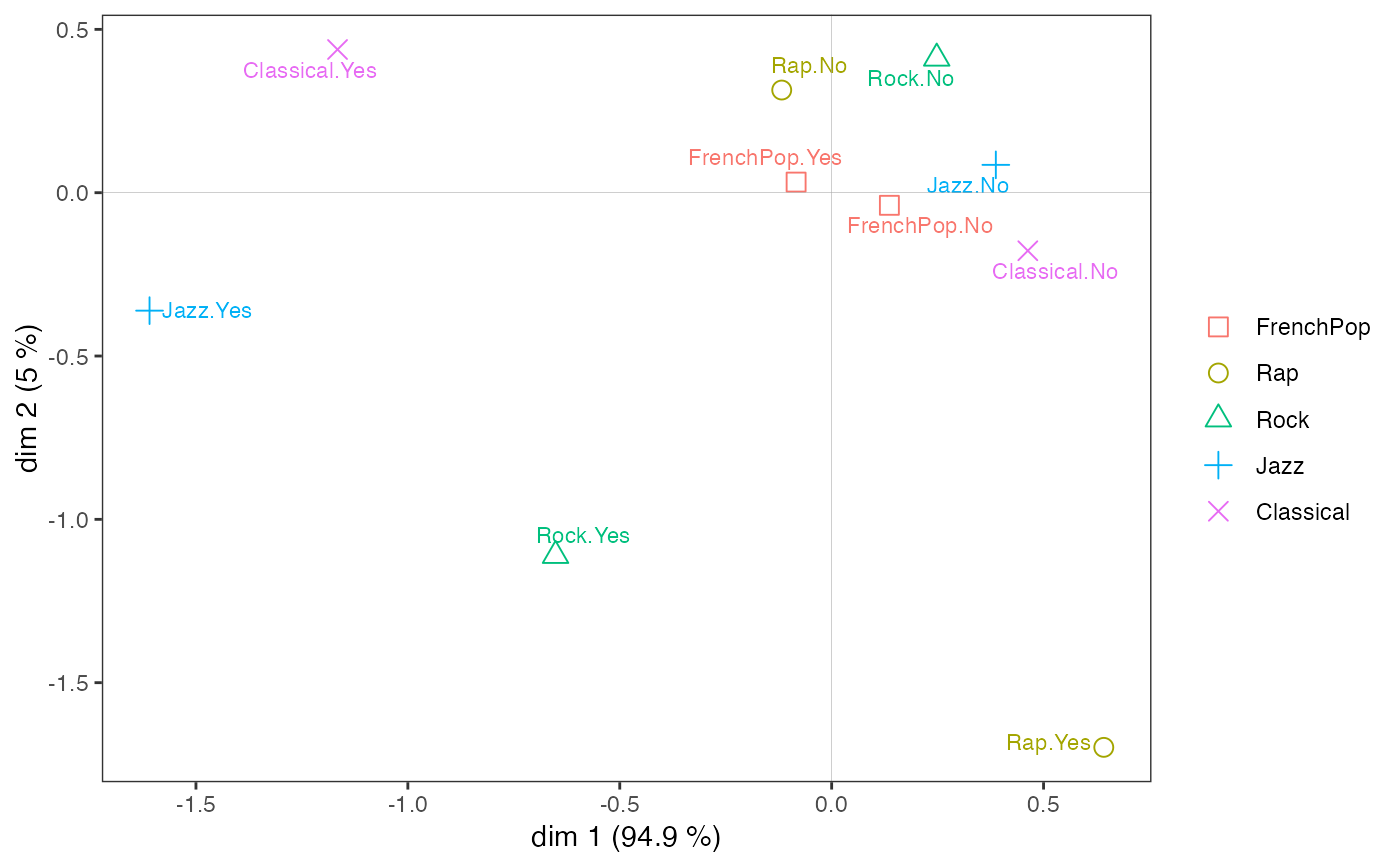 0.5
0.0
-0.5
-1.0
-1.5
dim 2 (5 %)
Classical.Yes
Rap.No
Rock.No
FrenchPop.Yes
Jazz.No
FrenchPop.No
Classical.No
Jazz.Yes
Rock.Yes
Rap.Yes
-1.5
-1.0
-0.5
0.0
0.5
dim 1 (94.9 %)
FrenchPop
Rap
Rock
Jazz
Classical